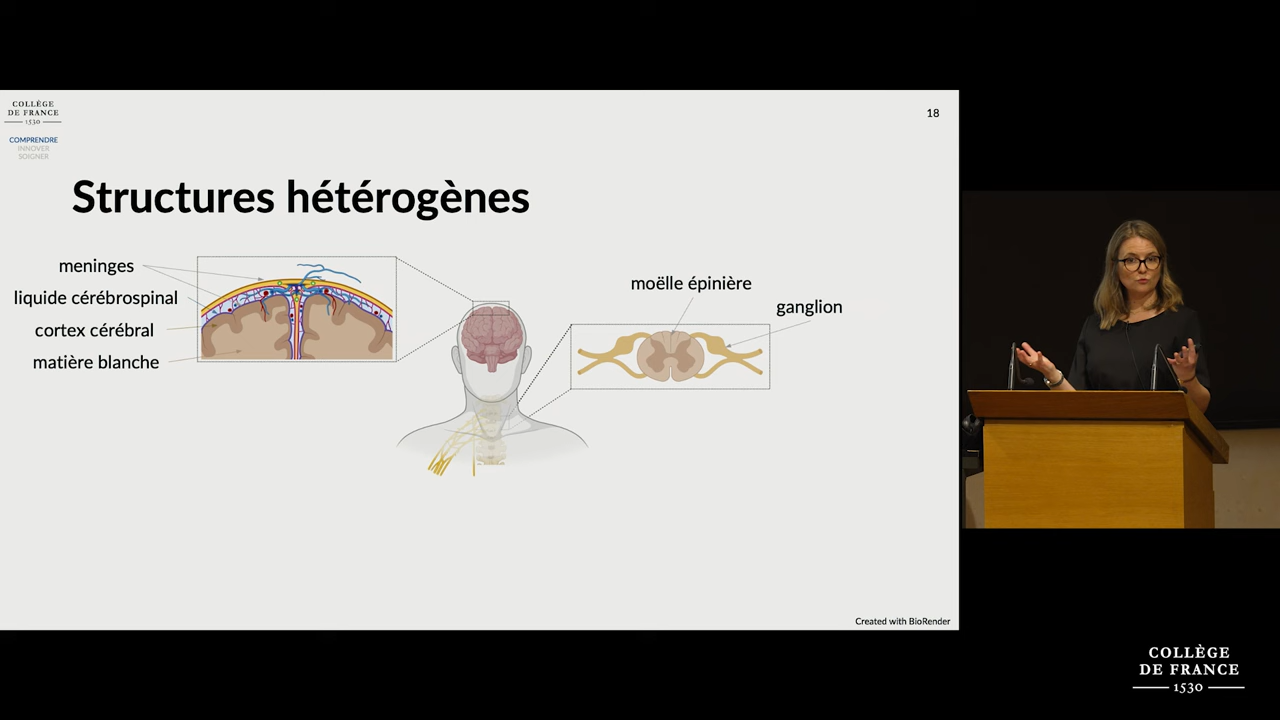 COLLÈGE
DE FRANCE
1530
COMPRENDRE
INNOVER
SOIGNER
18
Structures hétérogènes
meninges
liquide cérébrospinal
cortex cérébral
matière blanche
moëlle épinière
ganglion
Created with BioRender
COLLÈGE
DE FRANCE
1530